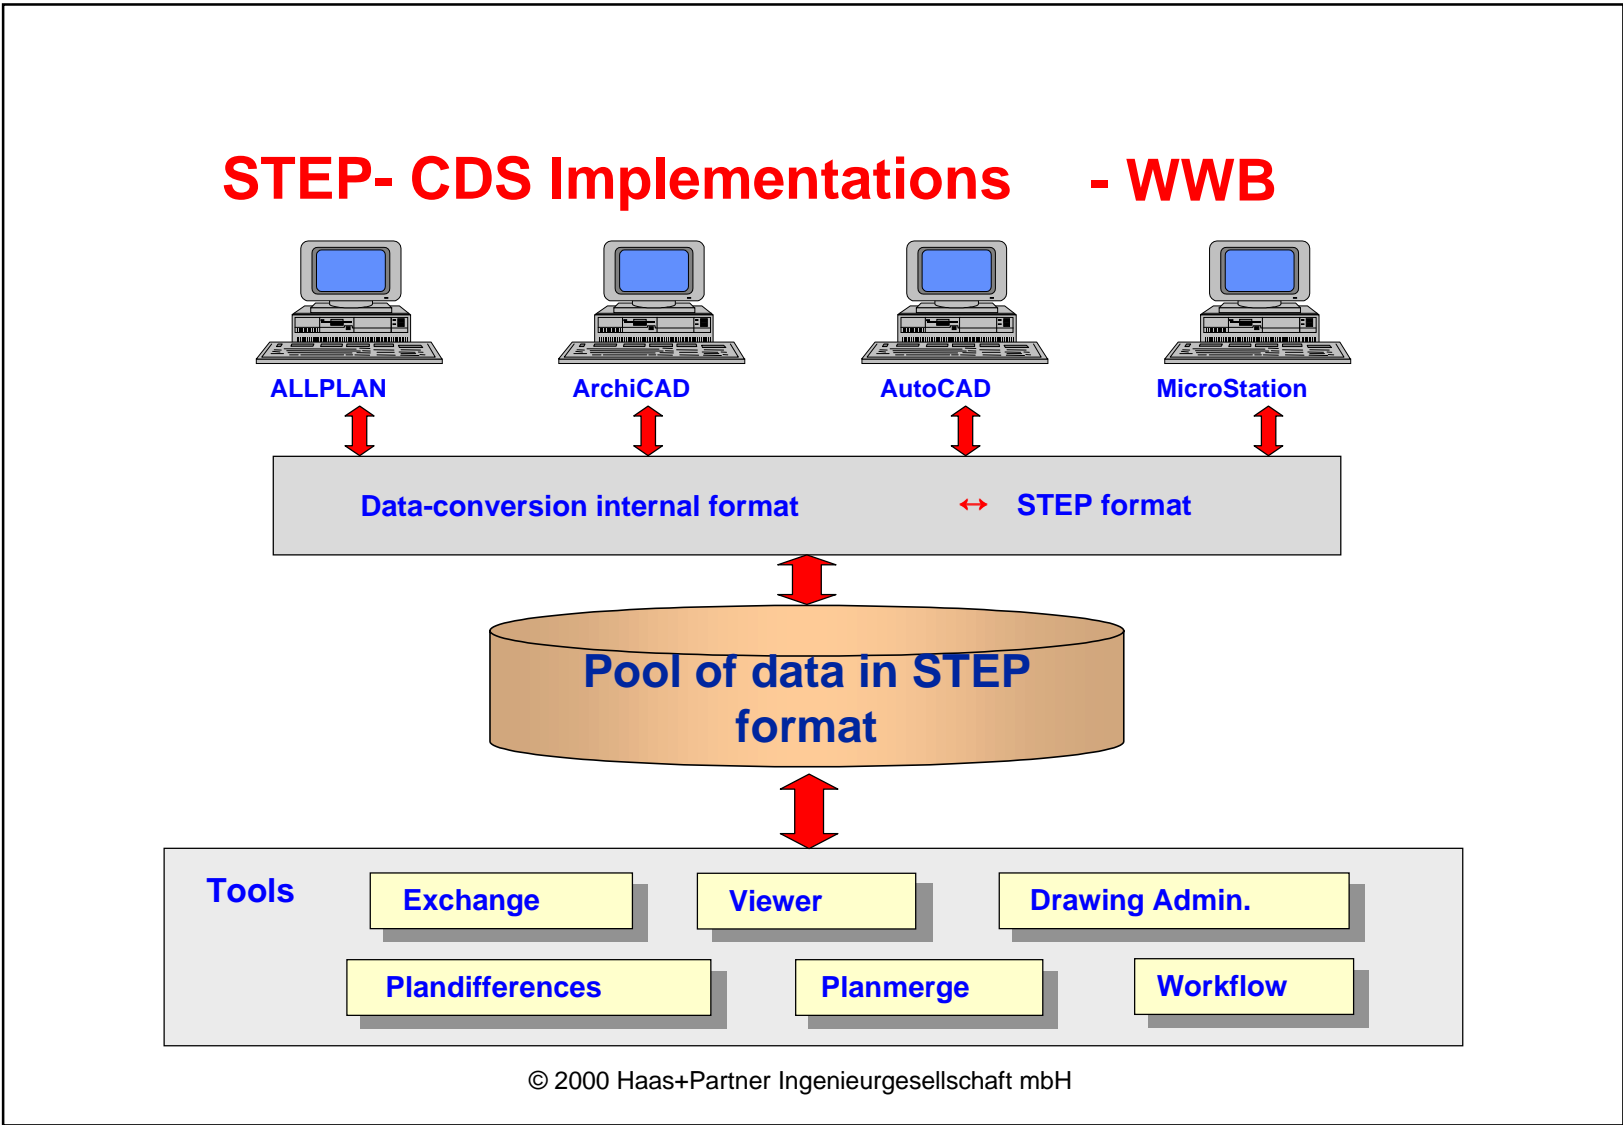 STEP- CDS Implementations - WWB
ALLPLAN ArchiCAD AutoCAD MicroStation
Data-conversion internal format ↔ STEP format
Pool of data in STEP
format
Tools
Exchange Viewer Drawing Admin.
Plandifferences Planmerge Workflow
© 2000 Haas+Partner Ingenieurgesellschaft mbH